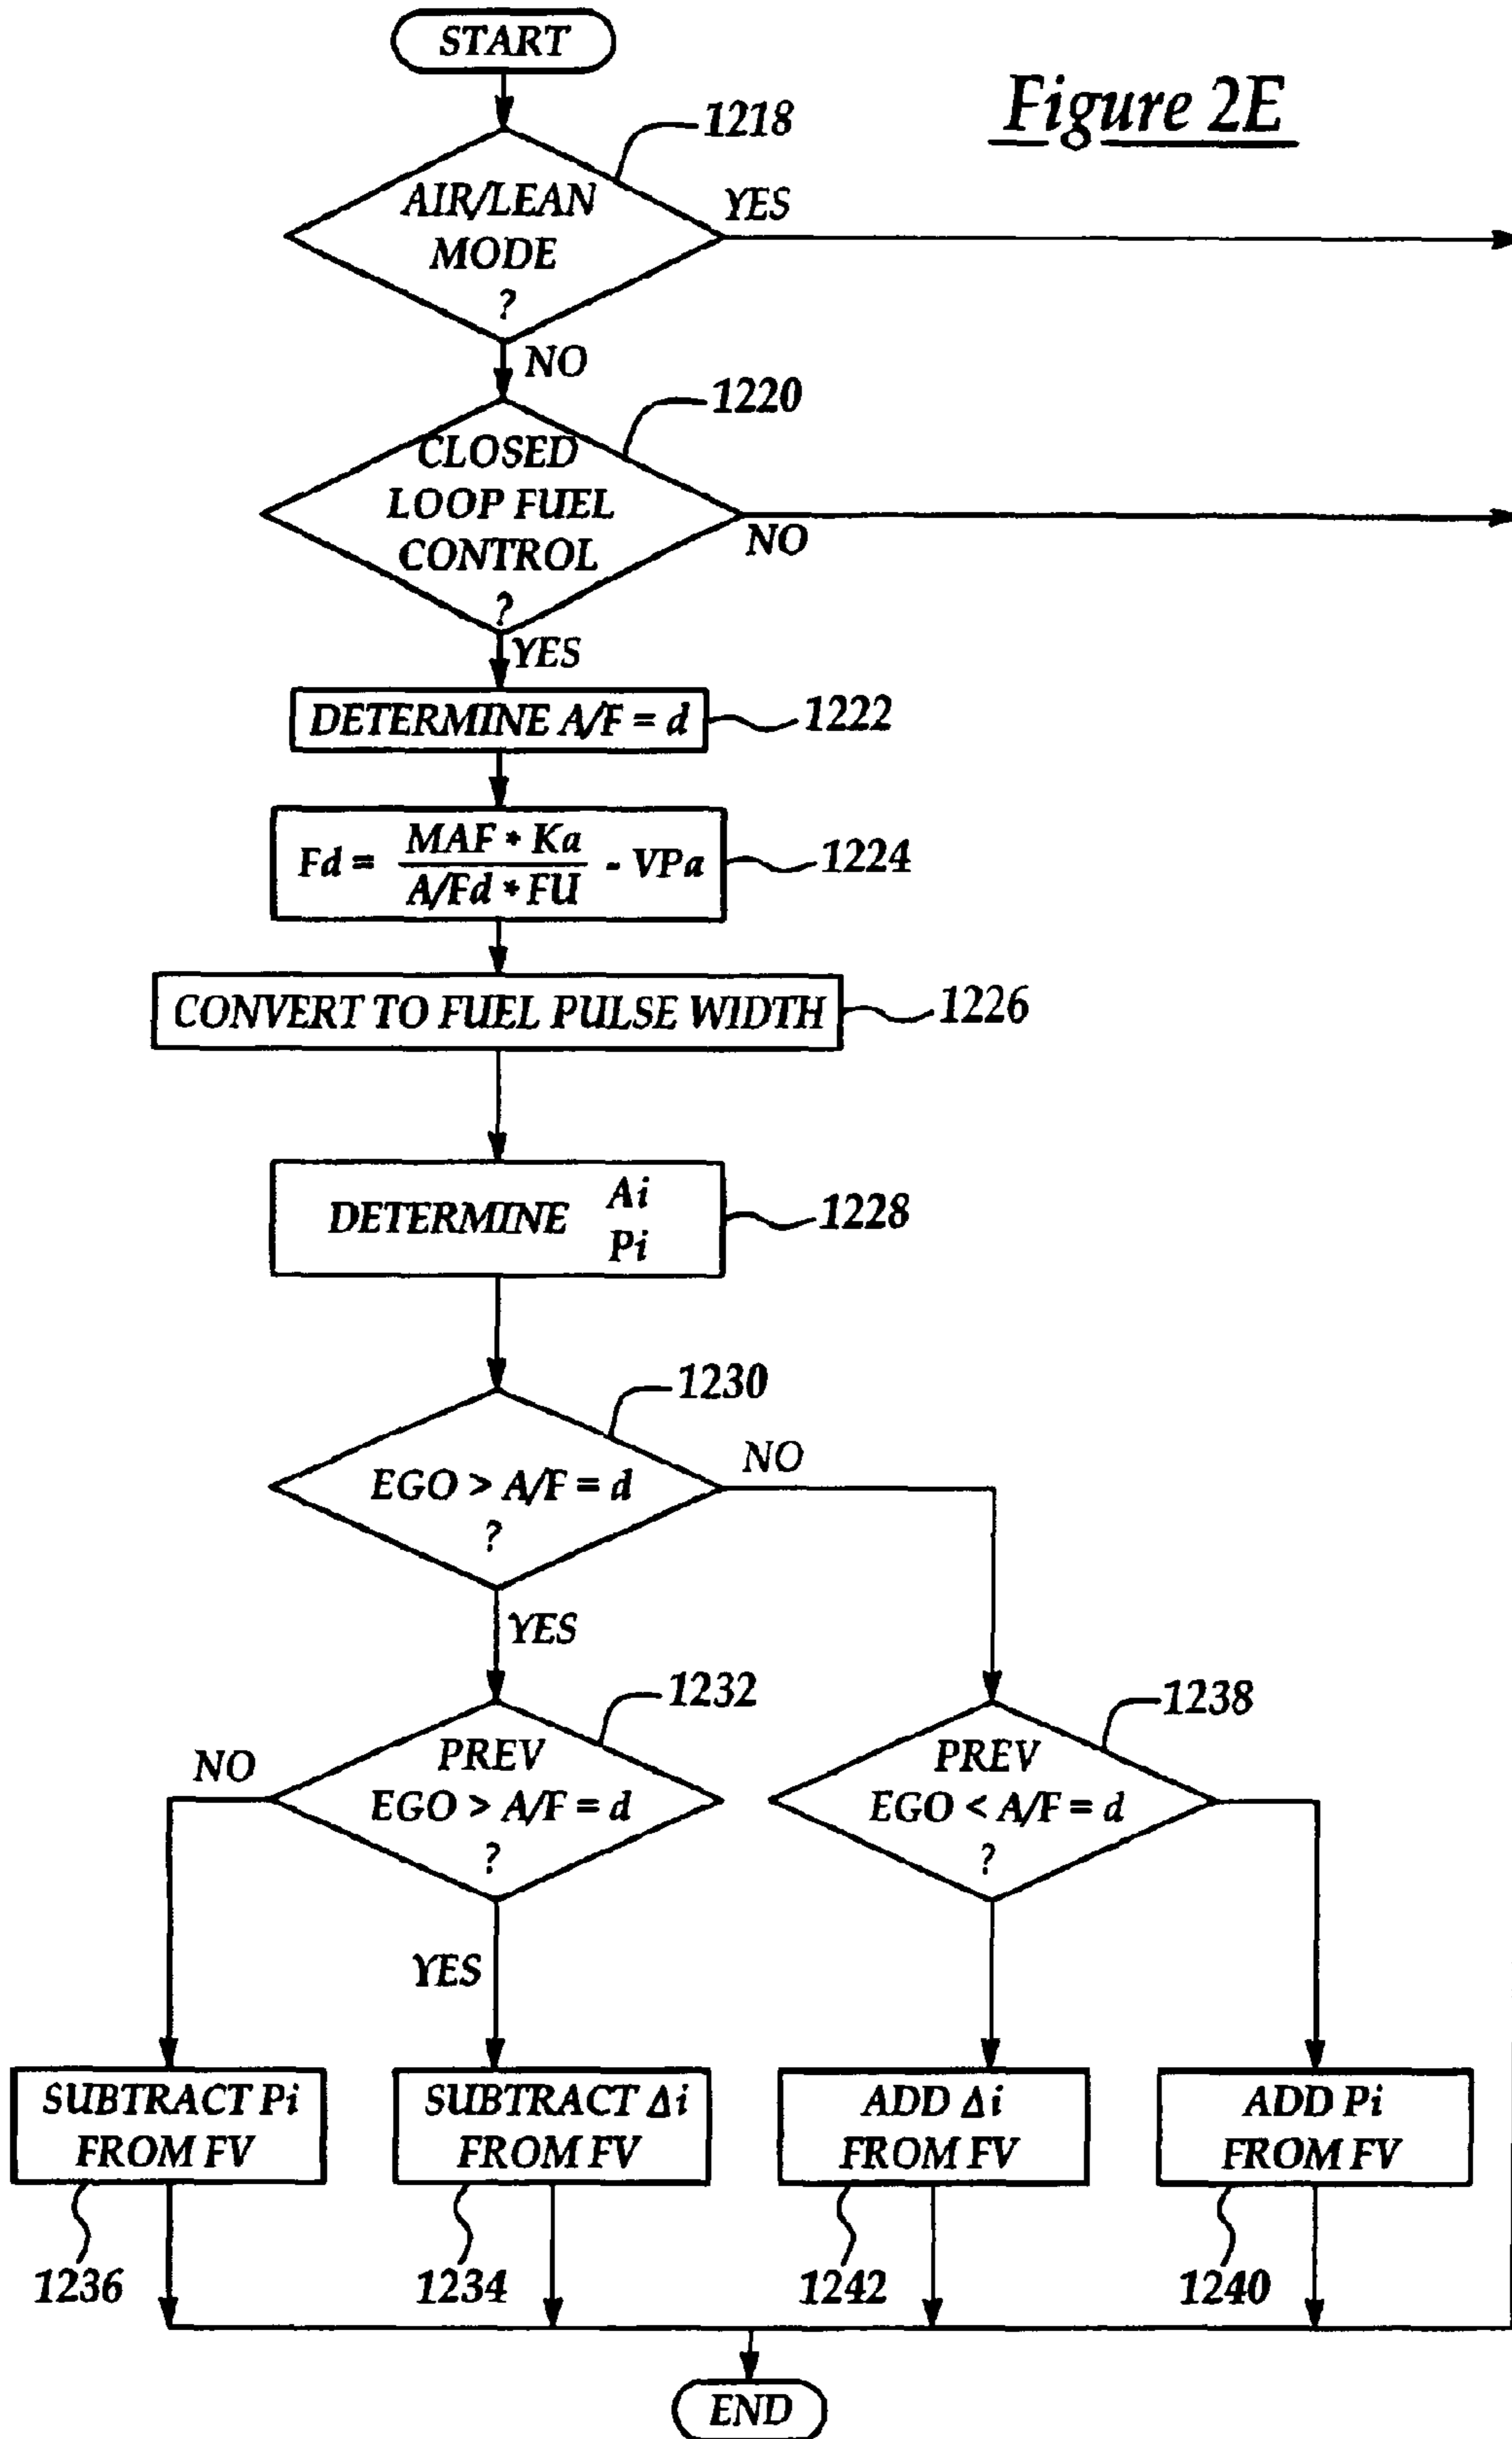 START
Figure 2E
1218
AIR/LEAN
MODE
?
YES
NO
1220
CLOSED
LOOP FUEL
CONTROL
?
NO
YES
DETERMINE A/F = d
1222
Fd = MAF * Ka / A/Fd * FU - VPa
1224
CONVERT TO FUEL PULSE WIDTH
1226
DETERMINE Ai
Pi
1228
1230
EGO > A/F = d
?
NO
YES
1232
PREV
EGO > A/F = d
?
NO
YES
1238
PREV
EGO < A/F = d
?
SUBTRACT Pi
FROM FV
1236
SUBTRACT Δi
FROM FV
1234
ADD Δi
FROM FV
1242
ADD Pi
FROM FV
1240
END